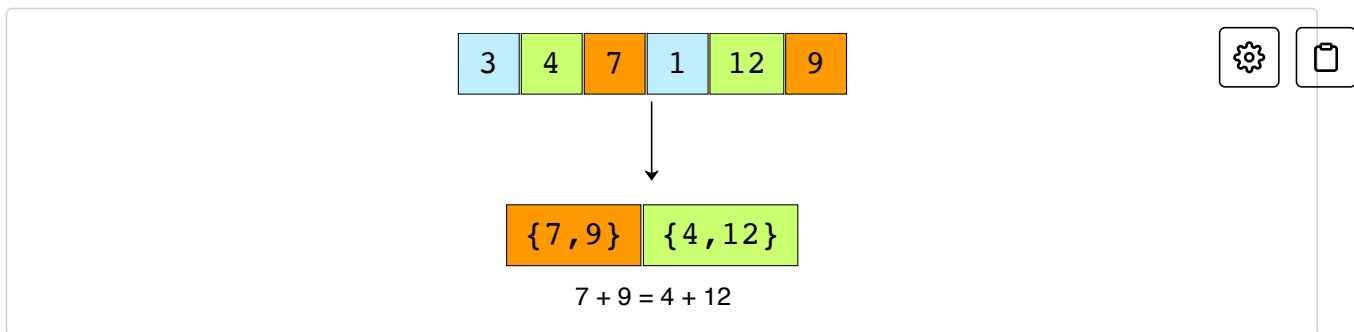 3 4 7 1 12 9
{7,9} {4,12}
7 + 9 = 4 + 12